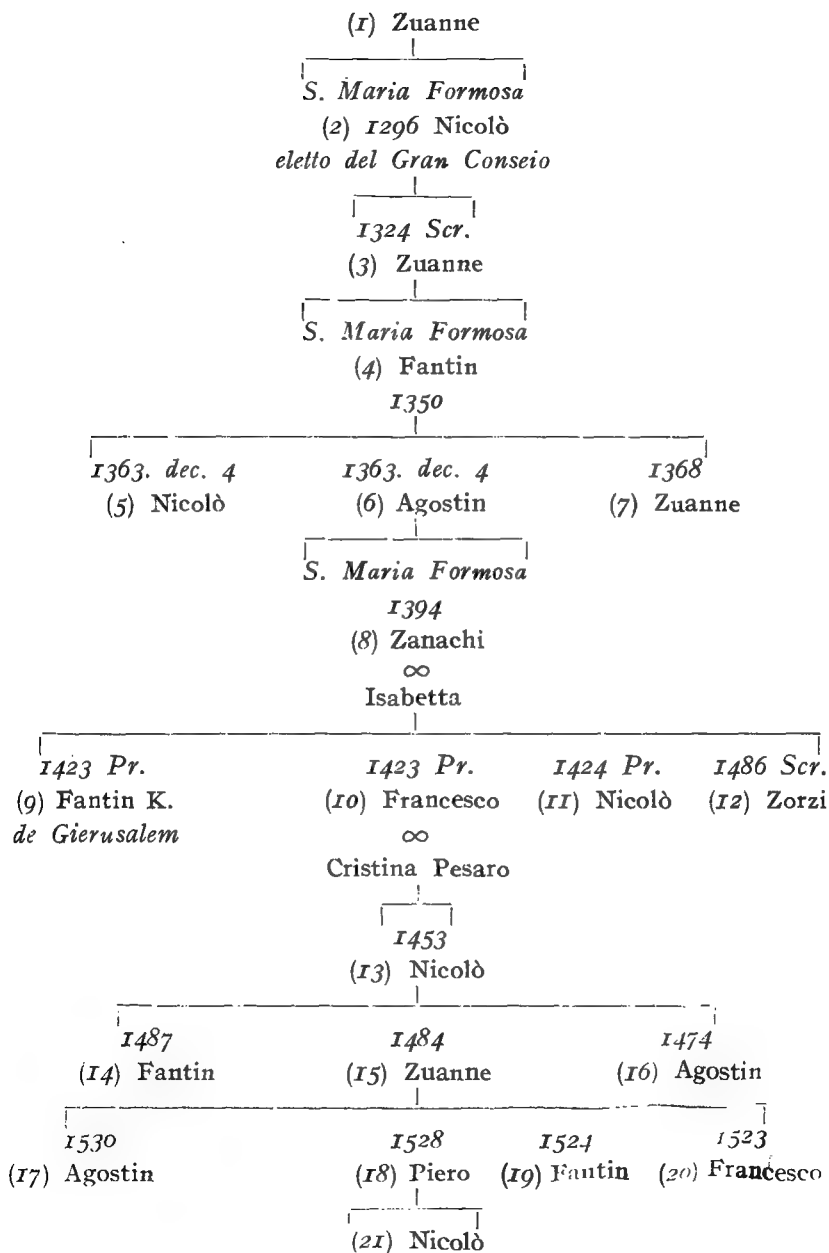 (1) Zuanne
S. Maria Formosa
(2) 1296 Nicolò
eletto del Gran Conseio
1324 Scr.
(3) Zuanne
S. Maria Formosa
(4) Fantin
1350
1363. dec. 4 1363. dec. 4 1368
(5) Nicolò (6) Agostin (7) Zuanne
S. Maria Formosa
1394
(8) Zanachi
∞
Isabetta
1423 Pr. 1423 Pr. 1424 Pr. 1486 Scr.
(9) Fantin K. (10) Francesco (11) Nicolò (12) Zorzi
de Gierusalem ∞
Cristina Pesaro
1453
(13) Nicolò
1487 1484 1474
(14) Fantin (15) Zuanne (16) Agostin
1530 1528 1524 1523
(17) Agostin (18) Piero (19) Fantin (20) Francesco
(21) Nicolò